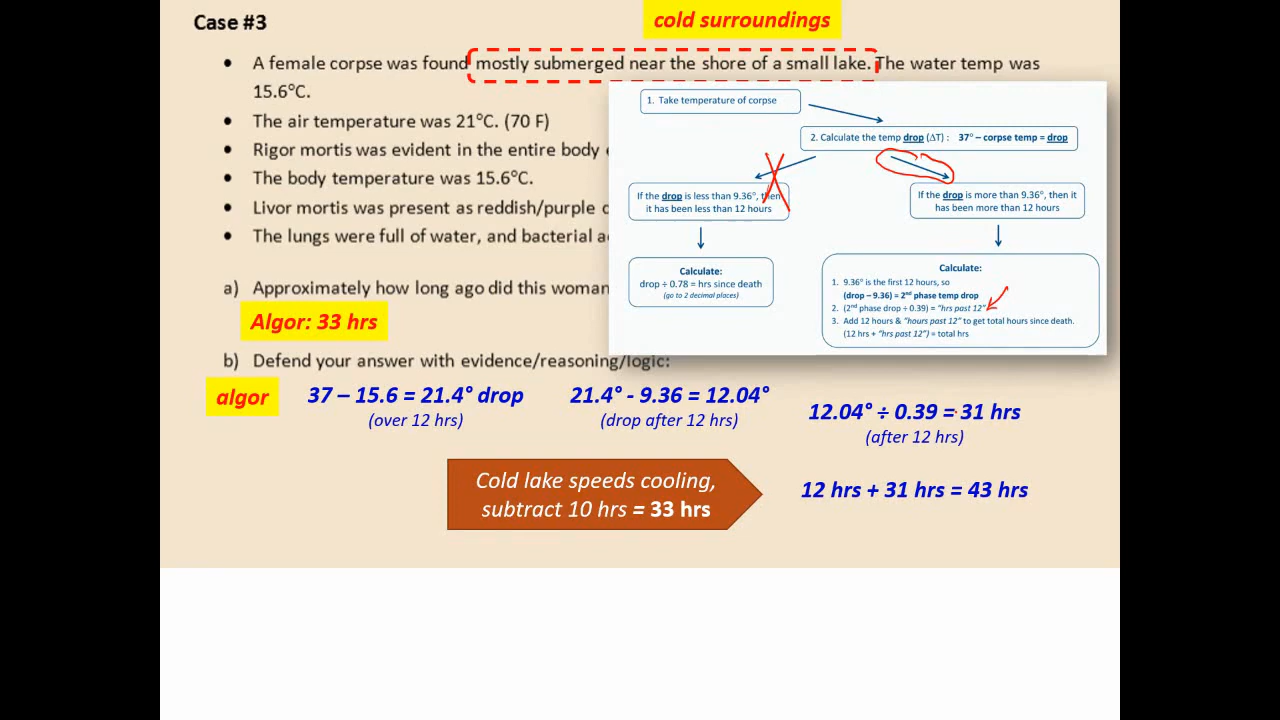 Case #3
cold surroundings
A female corpse was found mostly submerged near the shore of a small lake. The water temp was
15.6°C.
The air temperature was 21°C. (70 F)
Rigor mortis was evident in the entire body
The body temperature was 15.6°C.
Livor mortis was present as reddish/purple
The lungs were full of water, and bacterial
a) Approximately how long ago did this woman
Algor: 33 hrs
b) Defend your answer with evidence/reasoning/logic:
1. Take temperature of corpse
2. Calculate the temp drop (ΔT) : 37° – corpse temp = drop
If the drop is less than 9.36°, then
it has been less than 12 hours
If the drop is more than 9.36°, then it
has been more than 12 hours
Calculate:
drop ÷ 0.78 = hrs since death
(go to 2 decimal places)
Calculate:
1. 9.36° is the first 12 hours, so
(drop – 9.36) = 2nd phase temp drop
2. (2nd phase drop ÷ 0.39) = "hrs past 12"
3. Add 12 hours & "hours past 12" to get total hours since death.
(12 hrs + "hrs past 12") = total hrs
algor
37 – 15.6 = 21.4° drop
(over 12 hrs)
21.4° - 9.36 = 12.04°
(drop after 12 hrs)
12.04° ÷ 0.39 = 31 hrs
(after 12 hrs)
Cold lake speeds cooling,
subtract 10 hrs = 33 hrs
12 hrs + 31 hrs = 43 hrs